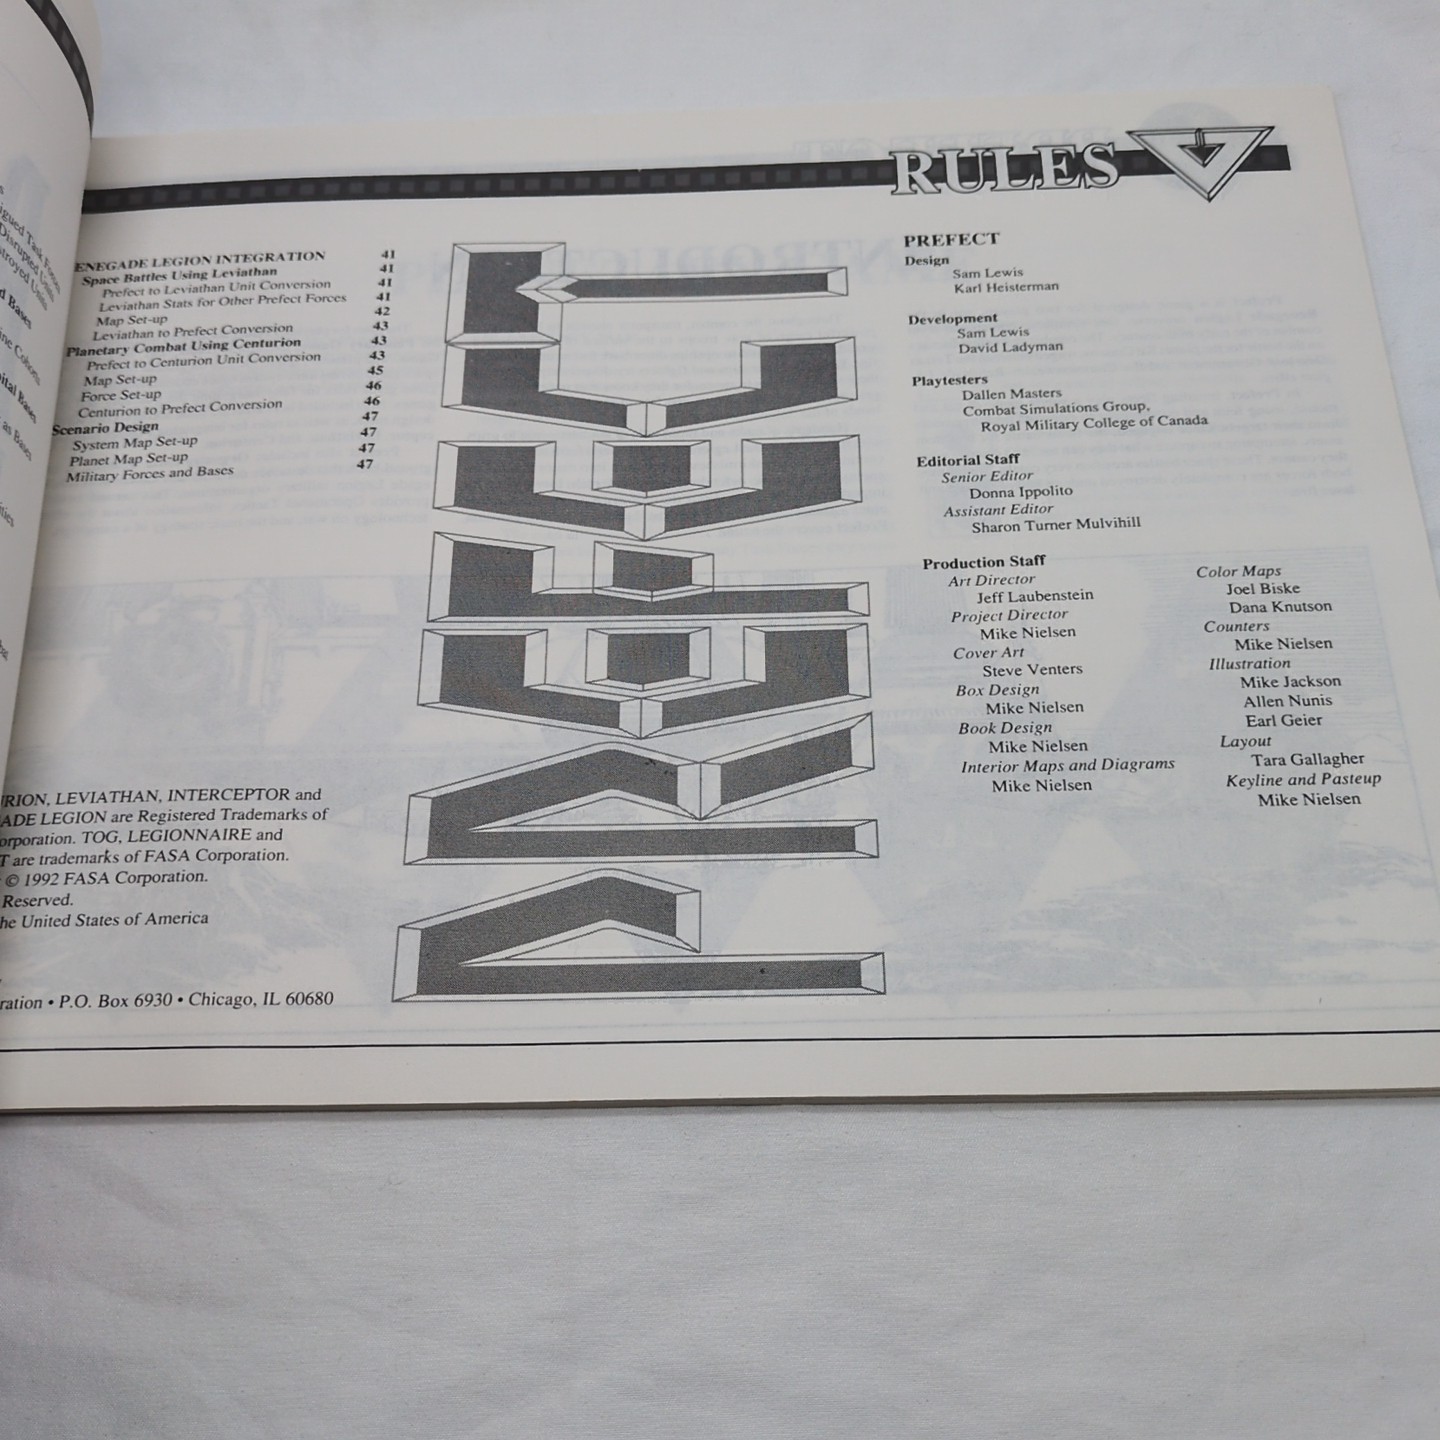 RULES
ENEGADE LEGION INTEGRATION 41
Space Battles Using Leviathan 41
Prefect to Leviathan Unit Conversion 41
Leviathan Stats for Other Prefect Forces 41
Map Set-up 42
Leviathan to Prefect Conversion 43
Planetary Combat Using Centurion 43
Prefect to Centurion Unit Conversion 43
Map Set-up 45
Force Set-up 46
Centurion to Prefect Conversion 46
Scenario Design 47
System Map Set-up 47
Planet Map Set-up 47
Military Forces and Bases 47
RION, LEVIATHAN, INTERCEPTOR and
ADE LEGION are Registered Trademarks of
orporation. TOG, LEGIONNAIRE and
T are trademarks of FASA Corporation.
© 1992 FASA Corporation.
Reserved.
he United States of America
ration • P.O. Box 6930 • Chicago, IL 60680
PREFECT
PREFECT
Design
Sam Lewis
Karl Heisterman
Development
Sam Lewis
David Ladyman
Playtesters
Dallen Masters
Combat Simulations Group,
Royal Military College of Canada
Editorial Staff
Senior Editor
Donna Ippolito
Assistant Editor
Sharon Turner Mulvihill
Production Staff
Art Director
Jeff Laubenstein
Project Director
Mike Nielsen
Cover Art
Steve Venters
Box Design
Mike Nielsen
Book Design
Mike Nielsen
Interior Maps and Diagrams
Mike Nielsen
Color Maps
Joel Biske
Dana Knutson
Counters
Mike Nielsen
Illustration
Mike Jackson
Allen Nunis
Earl Geier
Layout
Tara Gallagher
Keyline and Pasteup
Mike Nielsen